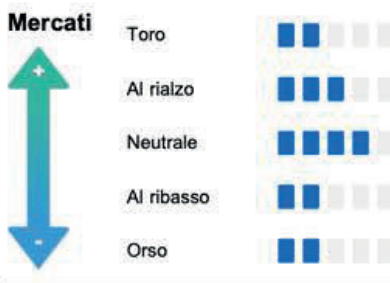 Mercati
Toro
+
Al rialzo
Neutrale
Al ribasso
-
Orso